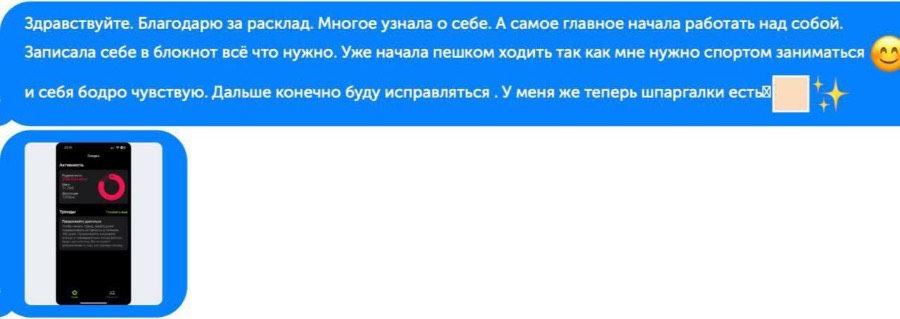 Здравствуйте. Благодарю за расклад. Многое узнала о себе. А самое главное начала работать над собой.
Записала себе в блокнот всё что нужно. Уже начала пешком ходить так как мне нужно спортом заниматься 😊
и себя бодро чувствую. Дальше конечно буду исправляться . У меня же теперь шпаргалки есть ✨
Активность
Тренды